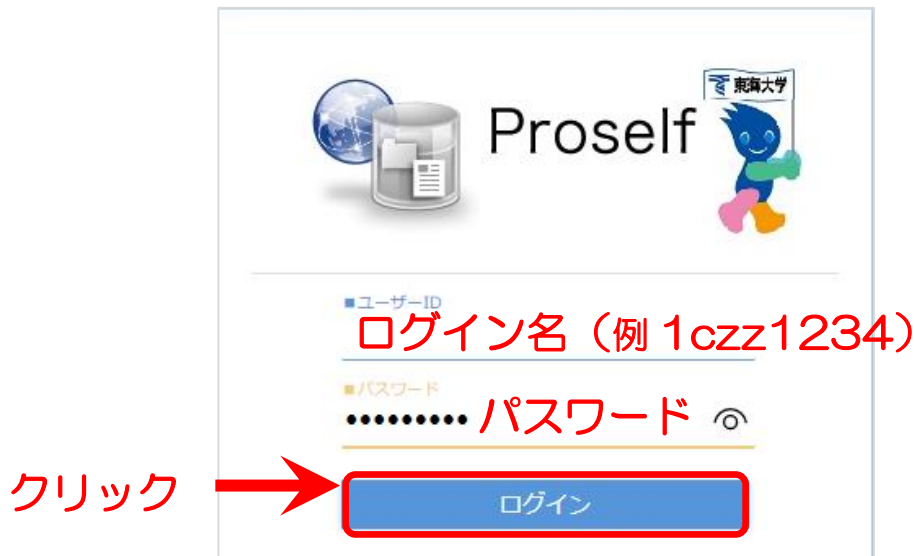 東海大学
Proself
■ユーザーID
ログイン名（例 1czz1234）
■パスワード
●●●●●●●●● パスワード
クリック
ログイン